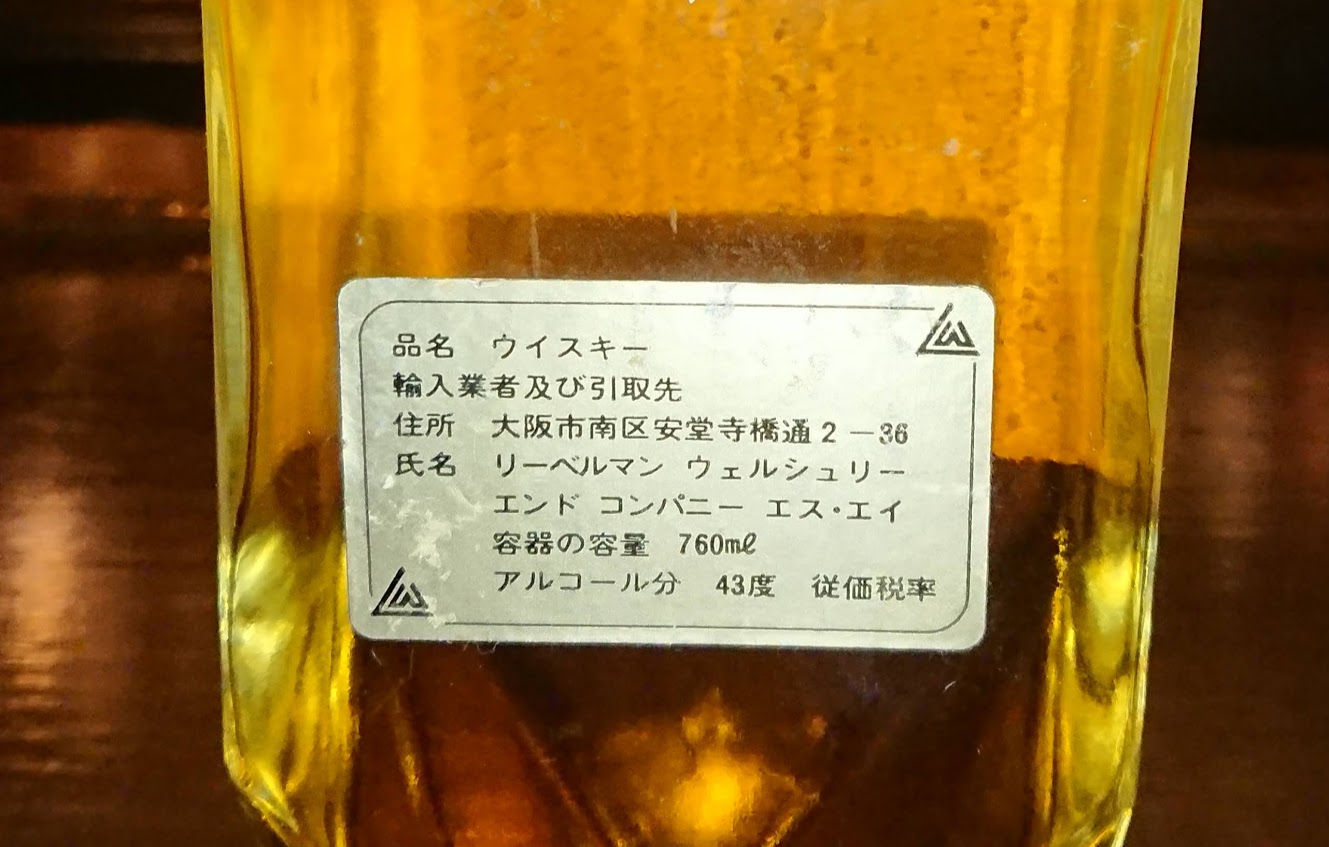 品名 ウイスキー
輸入業者及び引取先
住所 大阪市南区安堂寺橋通2-36
氏名 リーベルマン ウェルシュリー
エンド コンパニー エス・エイ
容器の容量 760mℓ
アルコール分 43度 従価税率